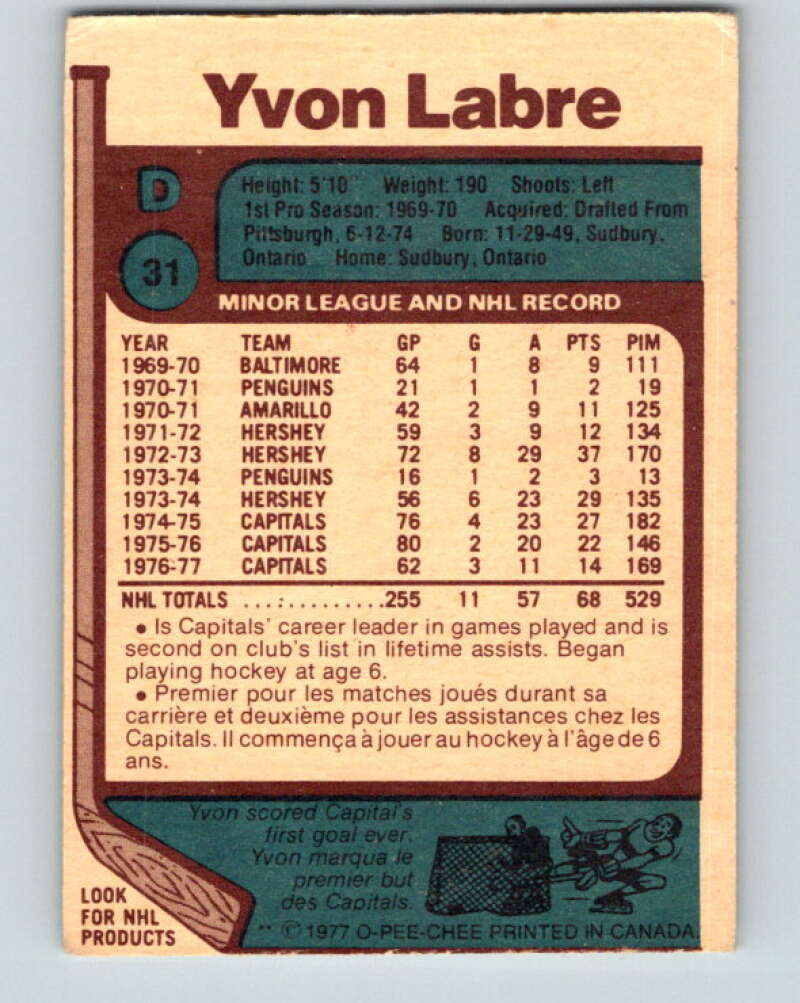 Yvon Labre
D
31
Height: 5'10" Weight: 190 Shoots: Left
1st Pro Season: 1969-70 Acquired: Drafted From
Pittsburgh, 6-12-74 Born: 11-29-49, Sudbury,
Ontario Home: Sudbury, Ontario
MINOR LEAGUE AND NHL RECORD
YEAR TEAM GP G A PTS PIM
1969-70 BALTIMORE 64 1 8 9 111
1970-71 PENGUINS 21 1 1 2 19
1970-71 AMARILLO 42 2 9 11 125
1971-72 HERSHEY 59 3 9 12 134
1972-73 HERSHEY 72 8 29 37 170
1973-74 PENGUINS 16 1 2 3 13
1973-74 HERSHEY 56 6 23 29 135
1974-75 CAPITALS 76 4 23 27 182
1975-76 CAPITALS 80 2 20 22 146
1976-77 CAPITALS 62 3 11 14 169
NHL TOTALS ...:..........255 11 57 68 529
• Is Capitals' career leader in games played and is
second on club's list in lifetime assists. Began
playing hockey at age 6.
• Premier pour les matches joués durant sa
carrière et deuxième pour les assistances chez les
Capitals. Il commença à jouer au hockey à l'âge de 6
ans.
Yvon scored Capital's
first goal ever.
Yvon marqua le
premier but
des Capitals.
LOOK
FOR NHL
PRODUCTS
** © 1977 O-PEE-CHEE PRINTED IN CANADA